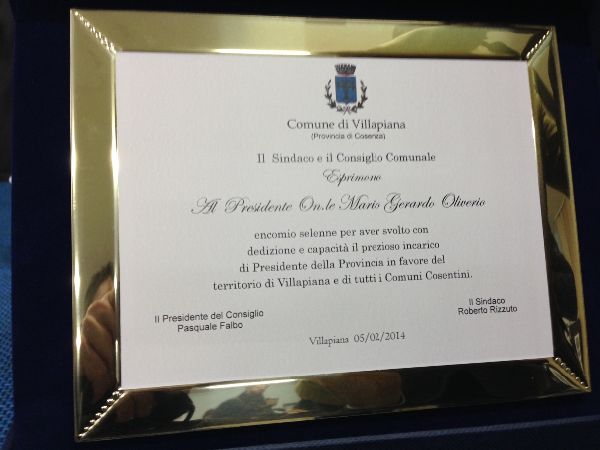 Comune di Villapiana
(Provincia di Cosenza)
Il Sindaco e il Consiglio Comunale
Esprimono
Al Presidente On.le Mario Gerardo Oliverio
encomio selenne per aver svolto con
dedizione e capacità il prezioso incarico
di Presidente della Provincia in favore del
territorio di Villapiana e di tutti i Comuni Cosentini.
Il Presidente del Consiglio
Pasquale Falbo
Il Sindaco
Roberto Rizzuto
Villapiana 05/02/2014